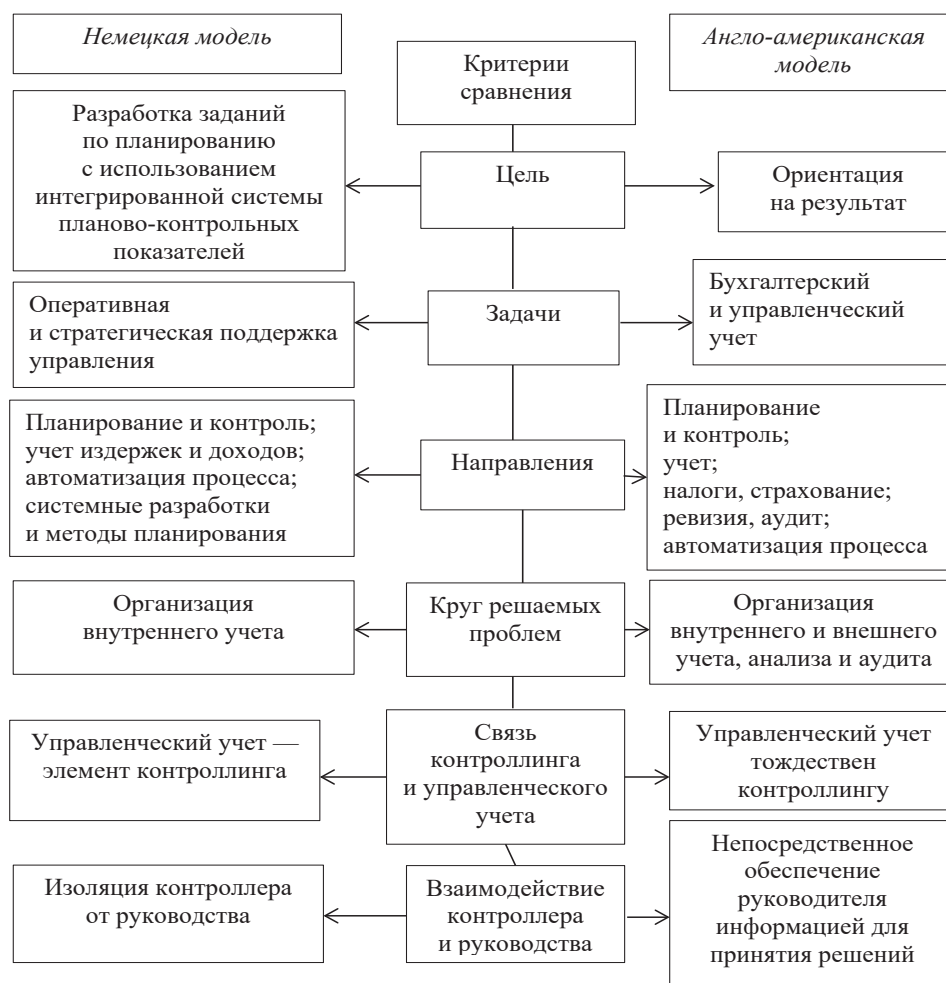 Немецкая модель
Критерии
сравнения
Англо-американская
модель
Разработка заданий
по планированию
с использованием
интегрированной системы
планово-контрольных
показателей
Цель
Ориентация
на результат
Оперативная
и стратегическая поддержка
управления
Задачи
Бухгалтерский
и управленческий
учет
Планирование и контроль;
учет издержек и доходов;
автоматизация процесса;
системные разработки
и методы планирования
Направления
Планирование
и контроль;
учет;
налоги, страхование;
ревизия, аудит;
автоматизация процесса
Организация
внутреннего учета
Круг решаемых
проблем
Организация
внутреннего и внешнего
учета, анализа и аудита
Управленческий учет —
элемент контроллинга
Связь
контроллинга
и управленческого
учета
Управленческий учет
тождествен
контроллингу
Изоляция контроллера
от руководства
Взаимодействие
контроллера
и руководства
Непосредственное
обеспечение
руководителя
информацией для
принятия решений